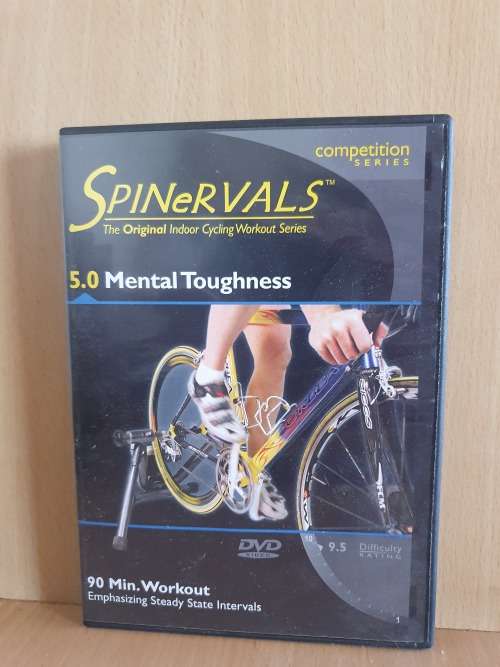 competition
SERIES
SPINeRVALS™
The Original Indoor Cycling Workout Series
5.0 Mental Toughness
DVD
VIDEO
10
9.5 Difficulty
RATING
90 Min. Workout
Emphasizing Steady State Intervals
1